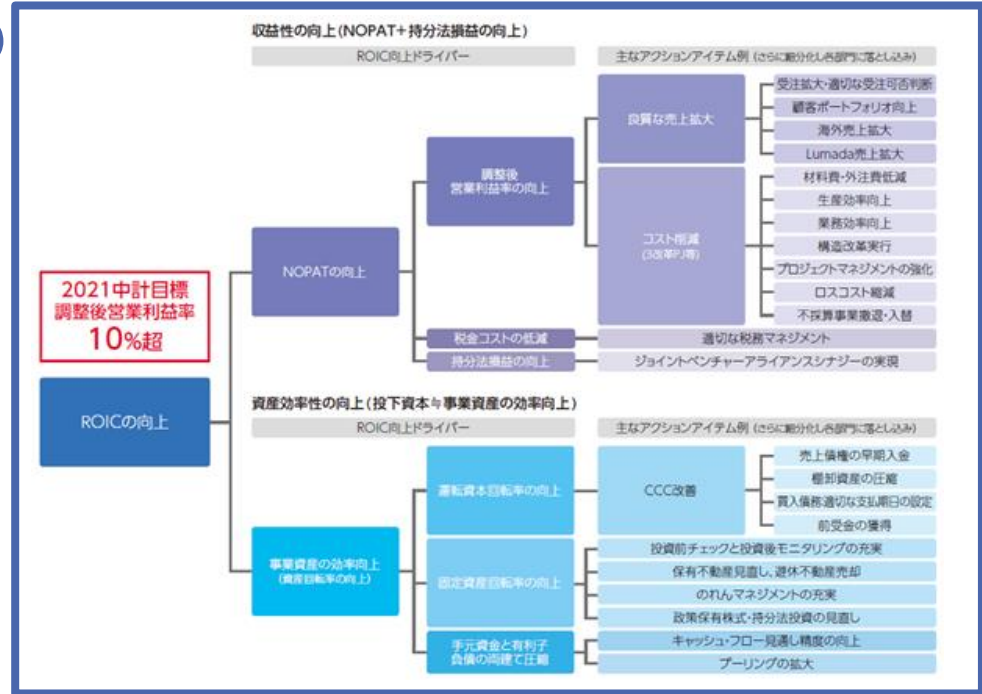 収益性の向上(NOPAT+持分法損益の向上)
ROIC向上ドライバー
主なアクションアイテム例 (さらに細分化し各部門に落とし込み)
2021中計目標
調整後営業利益率
10%超
ROICの向上
NOPATの向上
調整後
営業利益率の向上
良質な売上拡大
受注拡大・適切な受注可否判断
顧客ポートフォリオ向上
海外売上拡大
Lumada売上拡大
コスト削減
(3改革PJ等)
材料費・外注費低減
生産効率向上
業務効率向上
構造改革実行
プロジェクトマネジメントの強化
ロスコスト縮減
不採算事業撤退・入替
税金コストの低減
適切な税務マネジメント
持分法損益の向上
ジョイントベンチャーアライアンスシナジーの実現
資産効率性の向上(投下資本≒事業資産の効率向上)
ROIC向上ドライバー
主なアクションアイテム例 (さらに細分化し各部門に落とし込み)
事業資産の効率向上
(資産回転率の向上)
運転資本回転率の向上
CCC改善
売上債権の早期入金
棚卸資産の圧縮
買入債務適切な支払期日の設定
前受金の獲得
固定資産回転率の向上
投資前チェックと投資後モニタリングの充実
保有不動産見直し、遊休不動産売却
のれんマネジメントの充実
政策保有株式・持分法投資の見直し
手元資金と有利子
負債の両建て圧縮
キャッシュ・フロー見通し精度の向上
プーリングの拡大